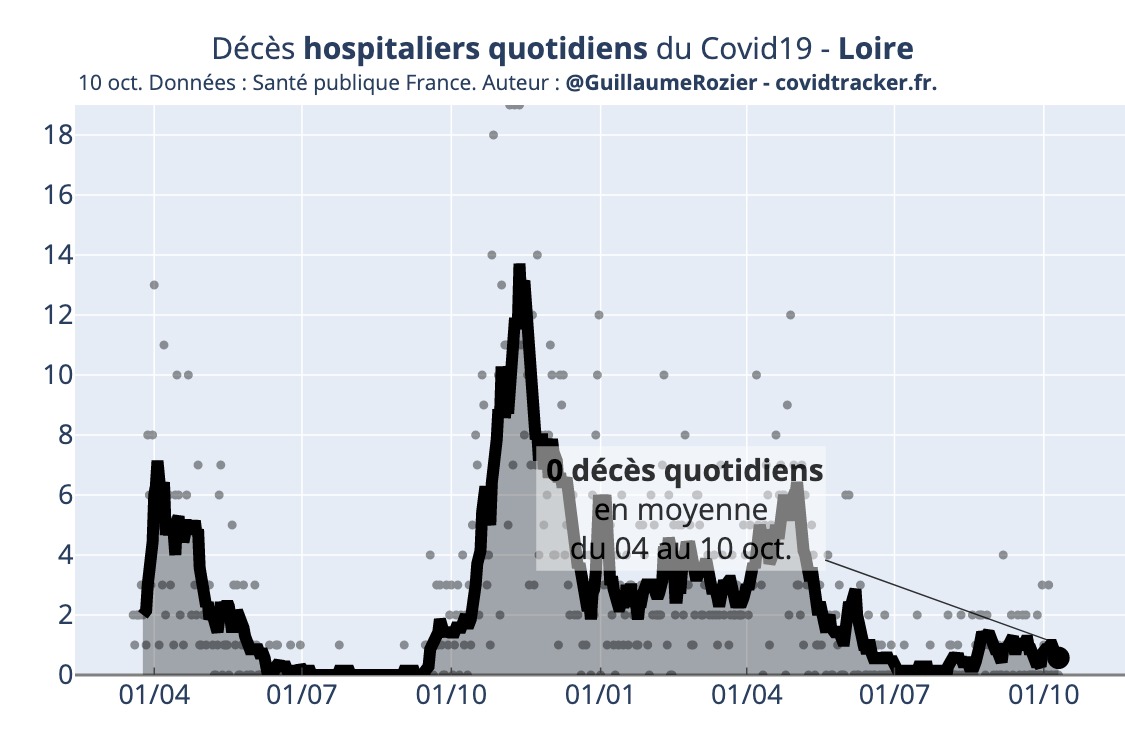 Décès hospitaliers quotidiens du Covid19 - Loire
10 oct. Données : Santé publique France. Auteur : @GuillaumeRozier - covidtracker.fr.
18
16
14
12
10
8
6
4
2
0
0 décès quotidiens
en moyenne
du 04 au 10 oct.
01/04 01/07 01/10 01/01 01/04 01/07 01/10